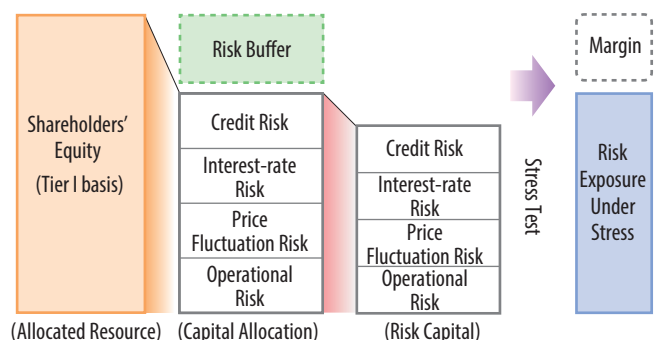 Shareholders'
Equity
(Tier I basis)
(Allocated Resource)
Risk Buffer
Credit Risk
Interest-rate
Risk
Price
Fluctuation Risk
Operational
Risk
(Capital Allocation)
Credit Risk
Interest-rate
Risk
Price
Fluctuation Risk
Operational
Risk
(Risk Capital)
Stress Test
Margin
Risk
Exposure
Under
Stress